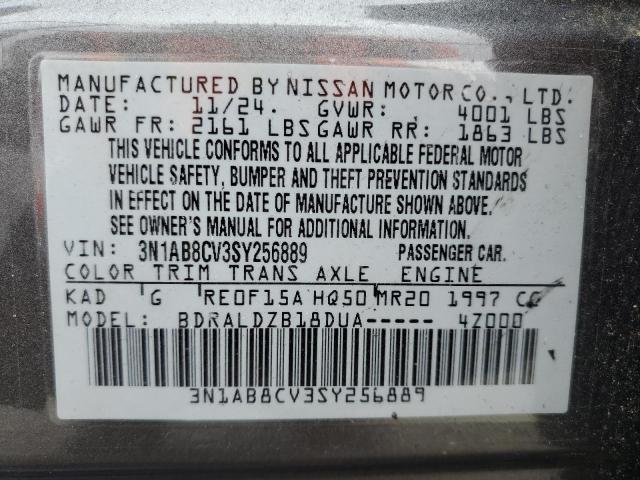 MANUFACTURED BY NISSAN MOTOR CO., LTD.
DATE: 11/24. GVWR: 4001 LBS
GAWR FR: 2161 LBS GAWR RR: 1863 LBS
THIS VEHICLE CONFORMS TO ALL APPLICABLE FEDERAL MOTOR
VEHICLE SAFETY, BUMPER AND THEFT PREVENTION STANDARDS
IN EFFECT ON THE DATE OF MANUFACTURE SHOWN ABOVE.
SEE OWNER'S MANUAL FOR ADDITIONAL INFORMATION.
VIN: 3N1AB8CV3SY256889 PASSENGER CAR.
COLOR TRIM TRANS AXLE ENGINE
KAD G RE0F15A HQ50 MR20 1997 CC
MODEL: BDRALDZB18DUA----- 4Z000
3N1AB8CV3SY256889